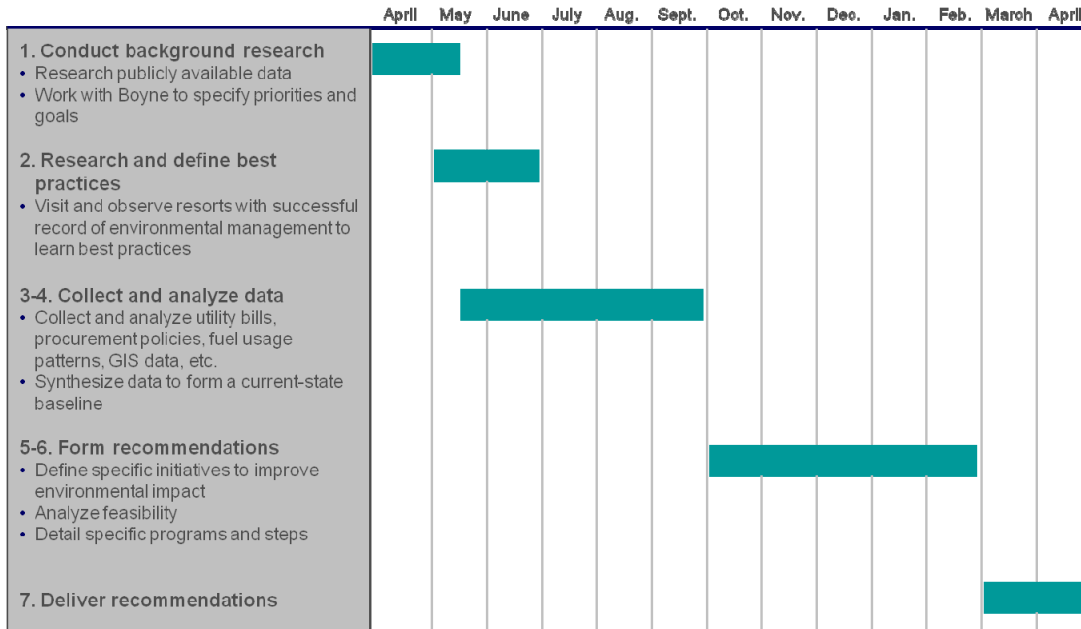 April May June July Aug. Sept. Oct. Nov. Dec. Jan. Feb. March April
1. Conduct background research
• Research publicly available data
• Work with Boyne to specify priorities and
goals
2. Research and define best
practices
• Visit and observe resorts with successful
record of environmental management to
learn best practices
3-4. Collect and analyze data
• Collect and analyze utility bills,
procurement policies, fuel usage
patterns, GIS data, etc.
• Synthesize data to form a current-state
baseline
5-6. Form recommendations
• Define specific initiatives to improve
environmental impact
• Analyze feasibility
• Detail specific programs and steps
7. Deliver recommendations